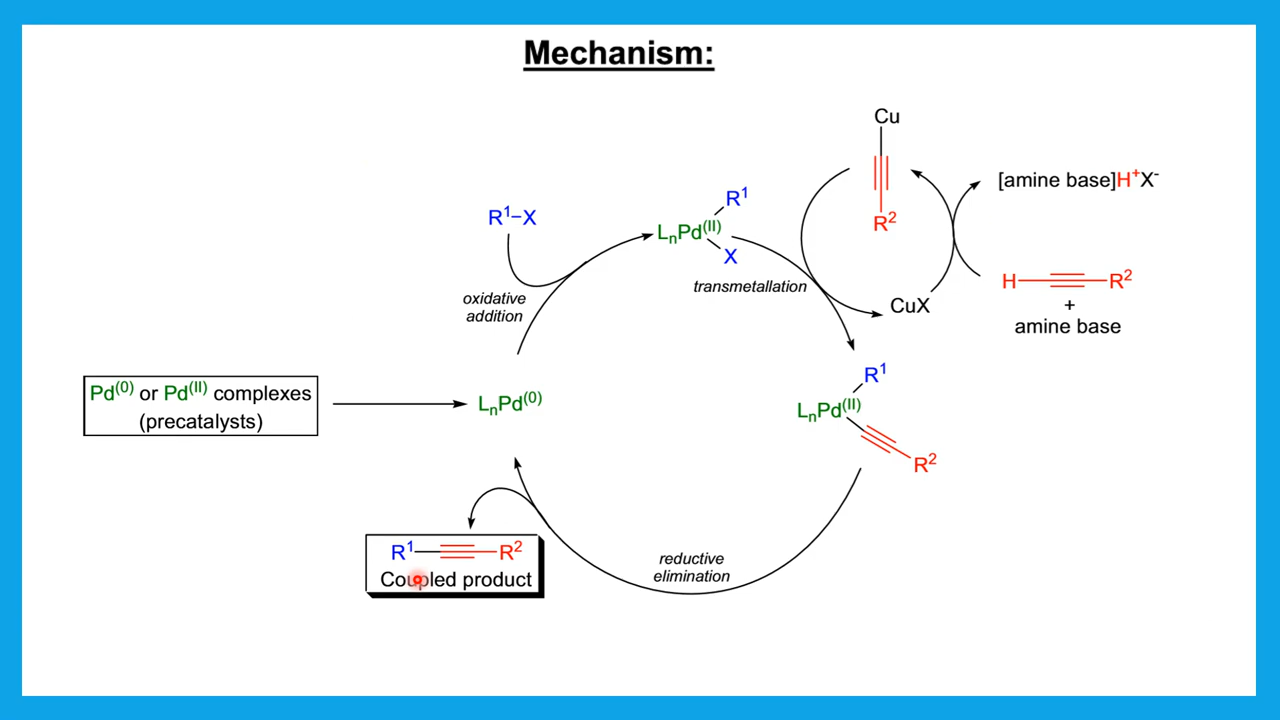 Mechanism:
Cu
R²
[amine base]H⁺X⁻
R¹–X
R¹
LₙPd⁽ᴵᴵ⁾
X
oxidative
addition
transmetallation
CuX
H R²
+
amine base
Pd⁽⁰⁾ or Pd⁽ᴵᴵ⁾ complexes
(precatalysts)
LₙPd⁽⁰⁾
R¹
LₙPd⁽ᴵᴵ⁾
R²
R¹ R²
Coupled product
reductive
elimination